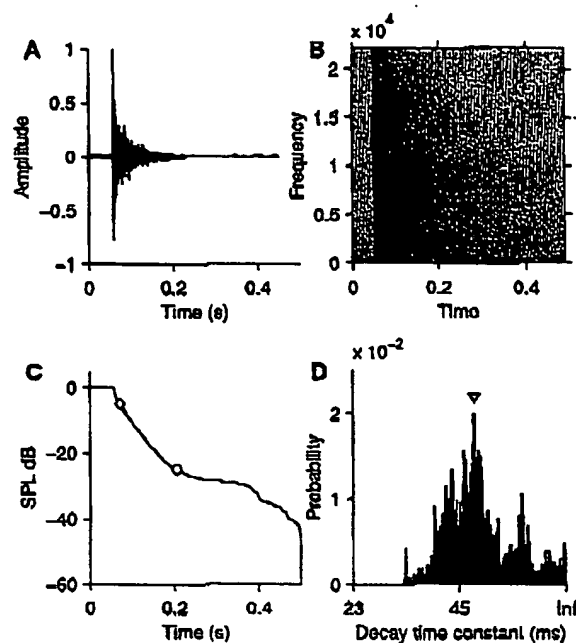 A
1
0.5
0
−0.5
−1
Amplitude
0 0.2 0.4
Time (s)
B
x 10⁴
2
1.5
1
0.5
0
Frequency
0 0.2 0.4
Time
C
0
−20
−40
−60
SPL dB
0 0.2 0.4
Time (s)
D
x 10⁻²
2
1
0
Probability
23 45 Inf
Decay time constant (ms)